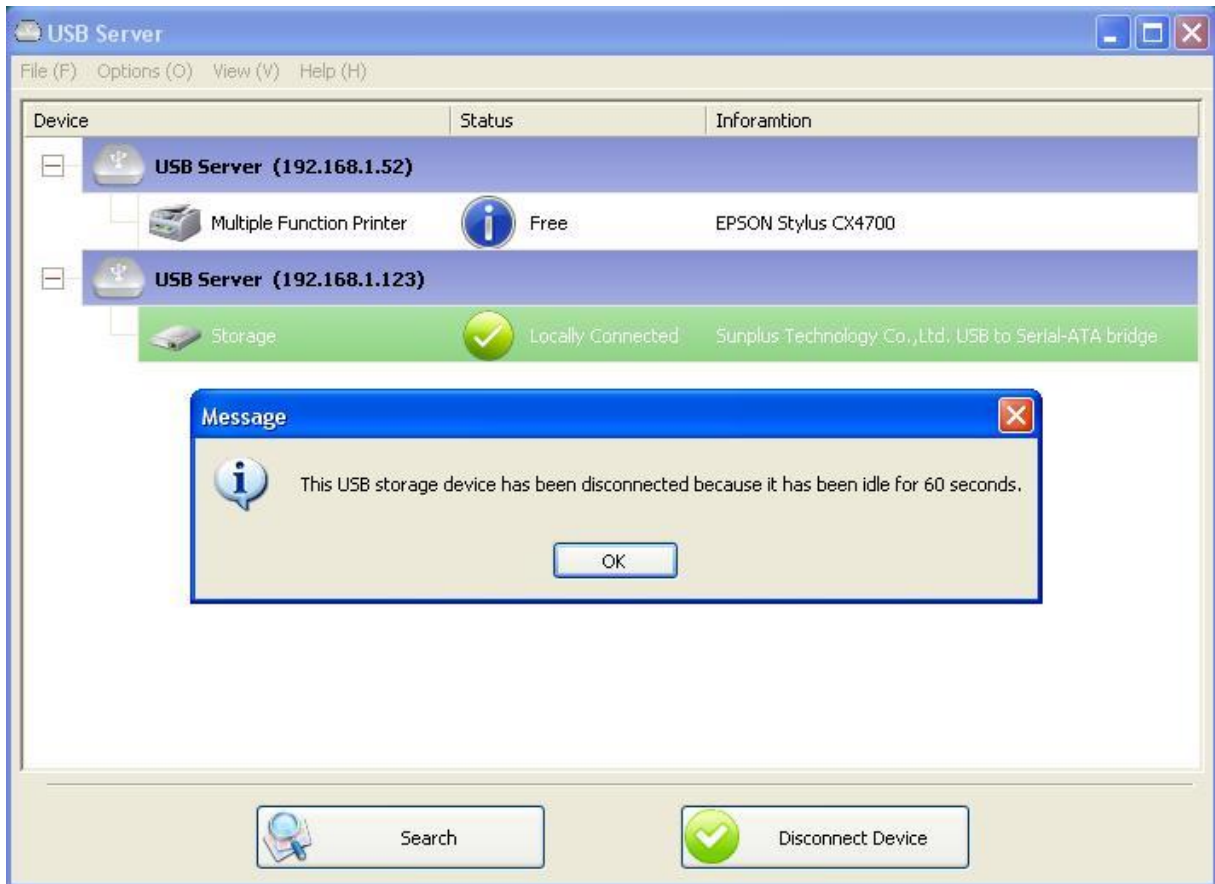 USB Server
File (F) Options (O) View (V) Help (H)
Device Status Inforamtion
USB Server (192.168.1.52)
Multiple Function Printer Free EPSON Stylus CX4700
USB Server (192.168.1.123)
Storage Locally Connected Sunplus Technology Co.,Ltd. USB to Serial-ATA bridge
Message
This USB storage device has been disconnected because it has been idle for 60 seconds.
OK
Search Disconnect Device